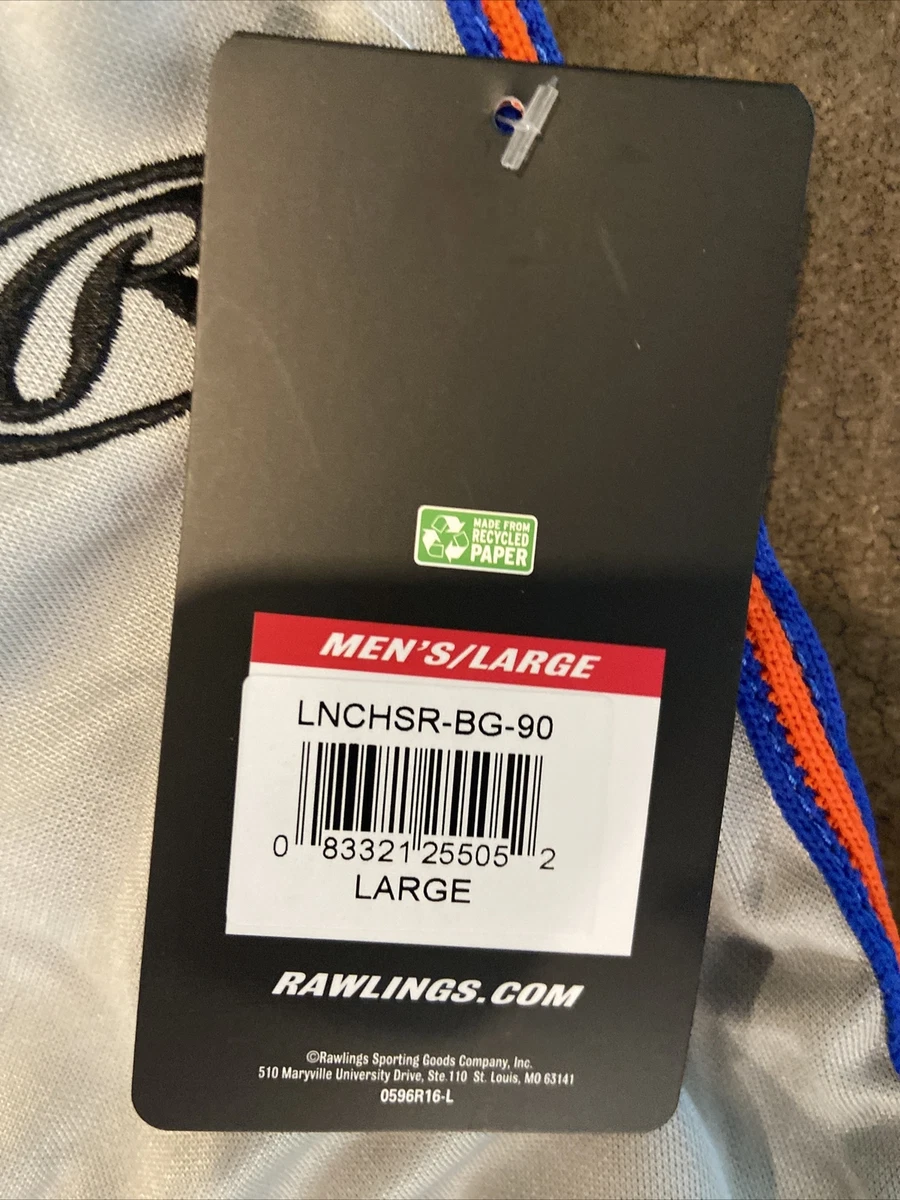 R
MADE FROM
RECYCLED
PAPER
MEN'S/LARGE
LNCHSR-BG-90
0 83321 25505 2
LARGE
RAWLINGS.COM
©Rawlings Sporting Goods Company, Inc.
510 Maryville University Drive, Ste.110 St. Louis, MO 63141
0596R16-L